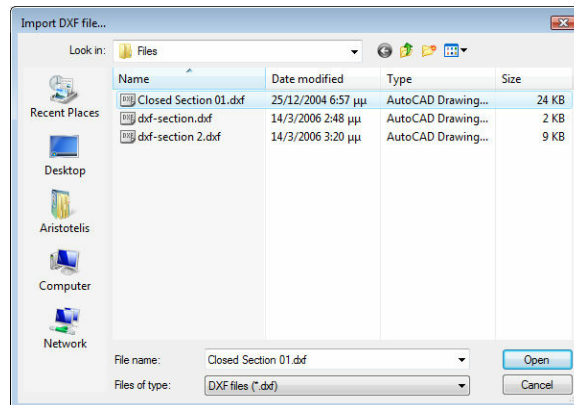 Import DXF file...
Look in: Files
Name Date modified Type Size
Closed Section 01.dxf 25/12/2004 6:57 μμ AutoCAD Drawing... 24 KB
dxf-section.dxf 14/3/2006 2:48 μμ AutoCAD Drawing... 2 KB
dxf-section 2.dxf 14/3/2006 3:20 μμ AutoCAD Drawing... 9 KB
Recent Places
Desktop
Aristotelis
Computer
Network
File name: Closed Section 01.dxf Open
Files of type: DXF files (*.dxf) Cancel